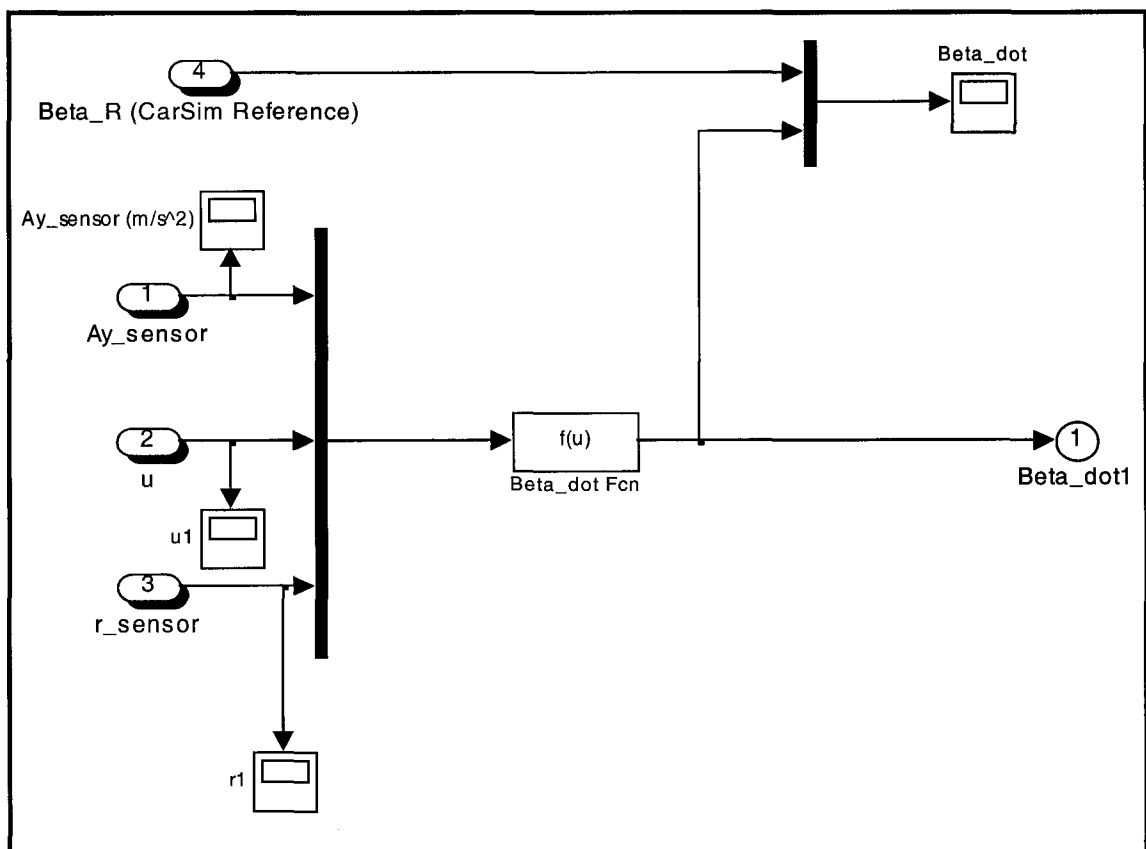 Beta_dot
4
Beta_R (CarSim Reference)
Ay_sensor (m/s^2)
1
Ay_sensor
2
u
f(u)
Beta_dot Fcn
1
Beta_dot1
u1
3
r_sensor
r1